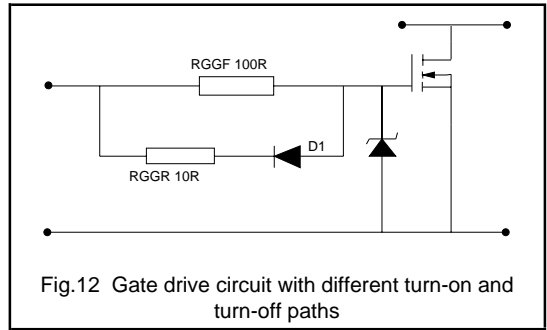 RGGF 100R
D1
RGGR 10R
Fig.12 Gate drive circuit with different turn-on and
turn-off paths